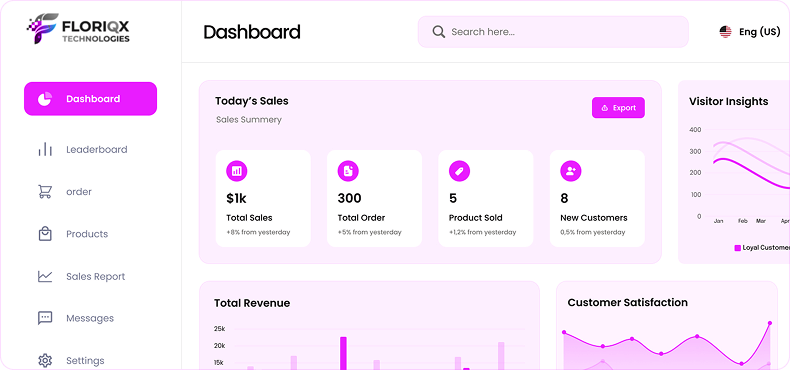 FLORIQX
TECHNOLOGIES
Dashboard
Search here...
Eng (US)
Dashboard
Leaderboard
order
Products
Sales Report
Messages
Settings
Today's Sales
Sales Summery
Export
$1k
Total Sales
+8% from yesterday
300
Total Order
+5% from yesterday
5
Product Sold
+1,2% from yesterday
8
New Customers
0,5% from yesterday
Visitor Insights
400
300
200
100
0
Jan Feb Mar Apr
Loyal Custome
Total Revenue
25k
20k
15k
Customer Satisfaction